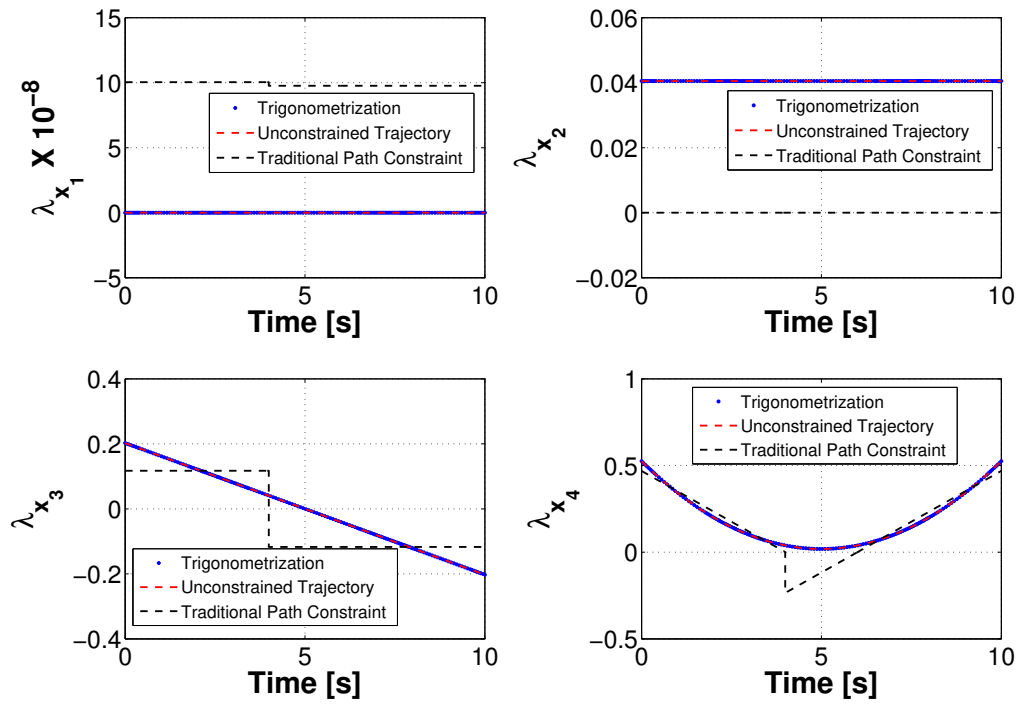 15
10
5
0
−5
λx1 X 10−8
Trigonometrization
Unconstrained Trajectory
Traditional Path Constraint
0 5 10
Time [s]
0.06
0.04
0.02
0
−0.02
λx2
Trigonometrization
Unconstrained Trajectory
Traditional Path Constraint
0 5 10
Time [s]
0.4
0.2
0
−0.2
−0.4
λx3
Trigonometrization
Unconstrained Trajectory
Traditional Path Constraint
0 5 10
Time [s]
1
0.5
0
−0.5
λx4
Trigonometrization
Unconstrained Trajectory
Traditional Path Constraint
0 5 10
Time [s]